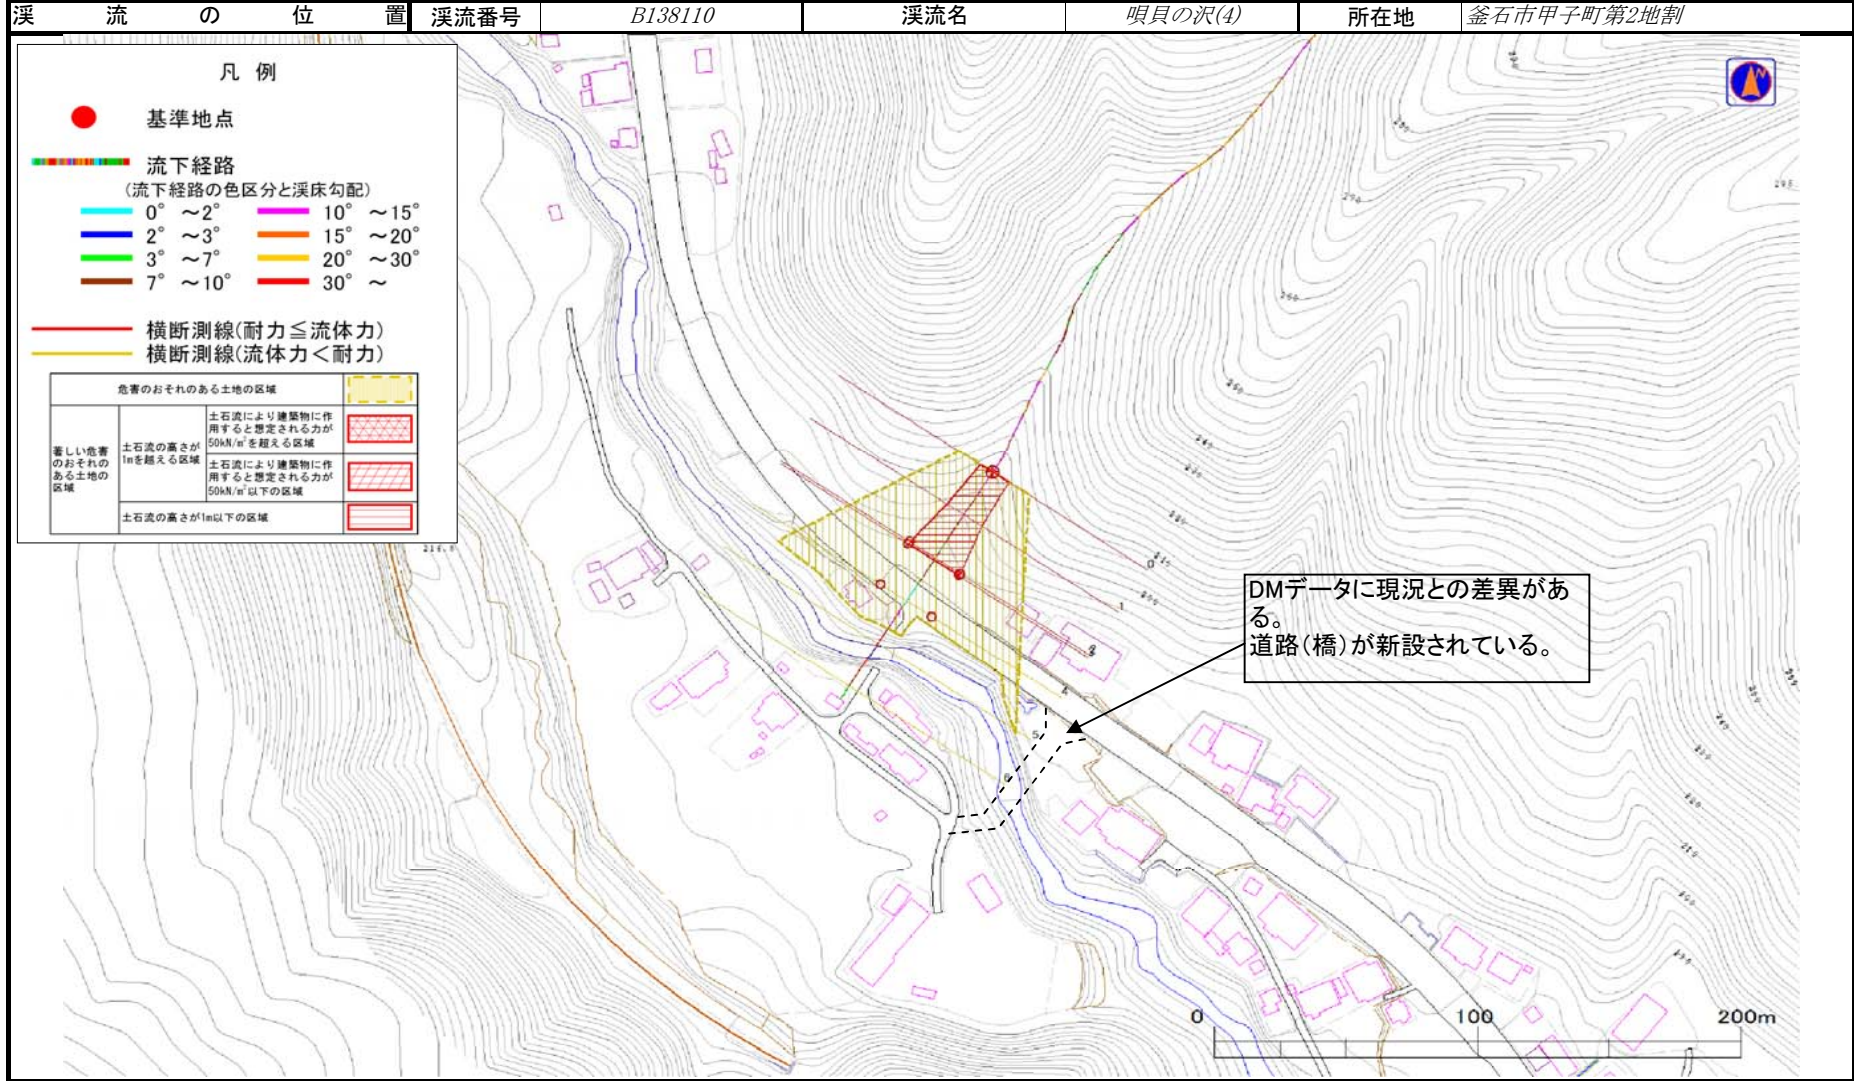 渓流の位置 渓流番号 B138110 渓流名 唄貝の沢(4) 所在地 釜石市甲子町第2地割
凡 例
基準地点
流下経路
(流下経路の色区分と渓床勾配)
0° ～2° 10° ～15°
2° ～3° 15° ～20°
3° ～7° 20° ～30°
7° ～10° 30° ～
横断測線(耐力≦流体力)
横断測線(流体力＜耐力)
危害のおそれのある土地の区域
著しい危害
のおそれの
ある土地の
区域
土石流の高さが
1mを越える区域
土石流により建築物に作
用すると想定される力が
50kN/㎡を超える区域
土石流により建築物に作
用すると想定される力が
50kN/㎡以下の区域
土石流の高さが1m以下の区域
N
DMデータに現況との差異があ
る。
道路(橋)が新設されている。
0
1
4
5
6
0 100 200m